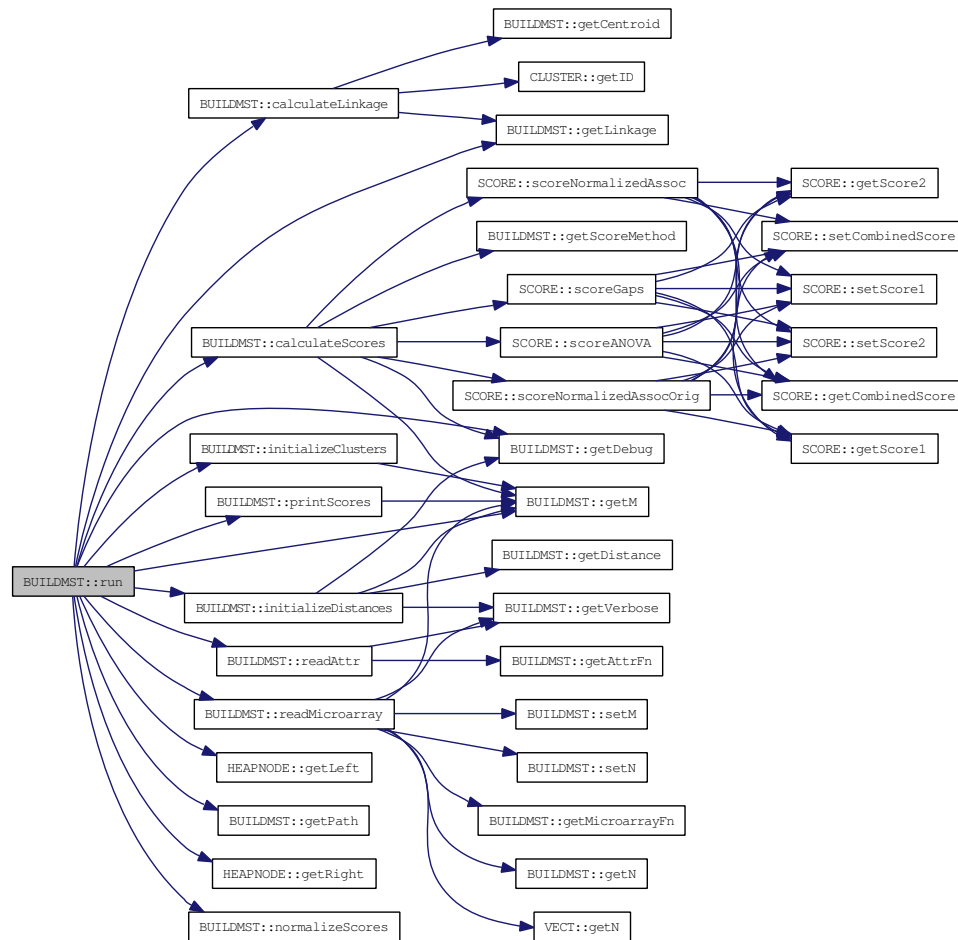 BUILDMST::getCentroid
CLUSTER::getID
BUILDMST::calculateLinkage
BUILDMST::getLinkage
SCORE::scoreNormalizedAssoc
SCORE::getScore2
BUILDMST::getScoreMethod
SCORE::setCombinedScore
SCORE::scoreGaps
SCORE::setScore1
BUILDMST::calculateScores
SCORE::scoreANOVA
SCORE::setScore2
SCORE::scoreNormalizedAssocOrig
SCORE::getCombinedScore
BUILDMST::initializeClusters
BUILDMST::getDebug
SCORE::getScore1
BUILDMST::printScores
BUILDMST::getM
BUILDMST::getDistance
BUILDMST::run
BUILDMST::initializeDistances
BUILDMST::getVerbose
BUILDMST::readAttr
BUILDMST::getAttrFn
BUILDMST::readMicroarray
BUILDMST::setM
HEAPNODE::getLeft
BUILDMST::setN
BUILDMST::getPath
BUILDMST::getMicroarrayFn
HEAPNODE::getRight
BUILDMST::getN
BUILDMST::normalizeScores
VECT::getN